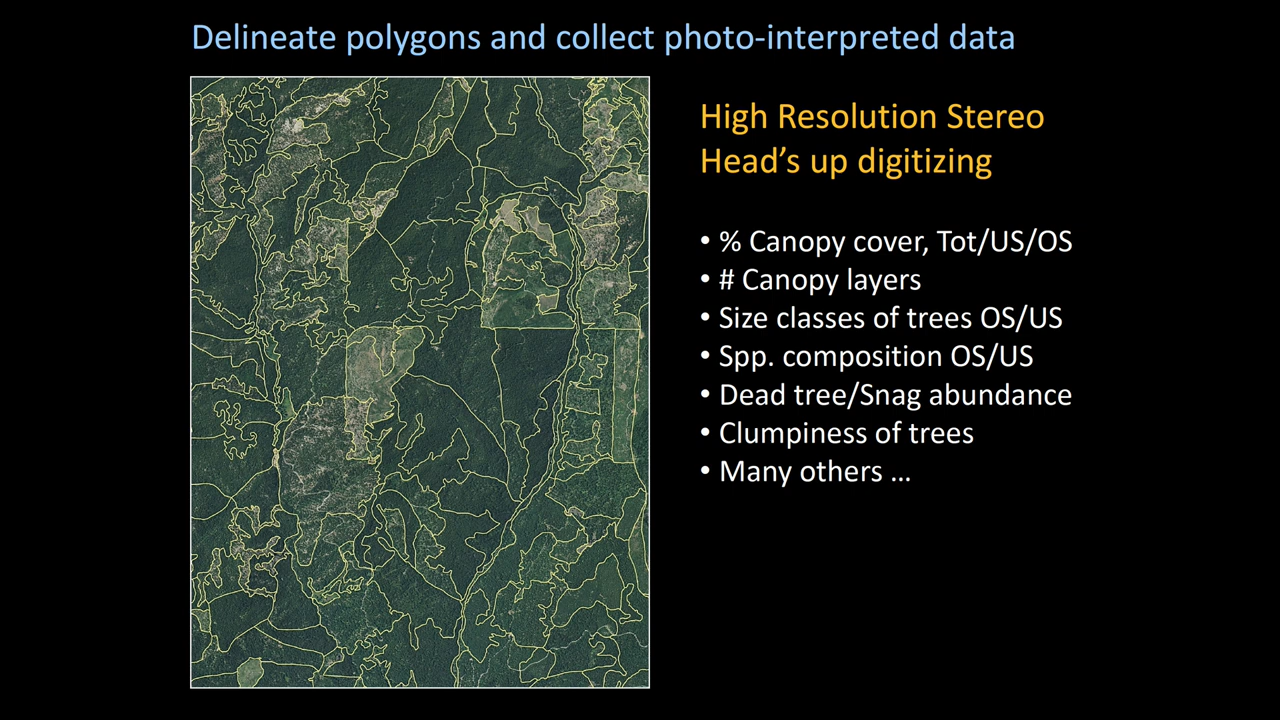 Delineate polygons and collect photo-interpreted data
High Resolution Stereo
Head’s up digitizing
• % Canopy cover, Tot/US/OS
• # Canopy layers
• Size classes of trees OS/US
• Spp. composition OS/US
• Dead tree/Snag abundance
• Clumpiness of trees
• Many others …